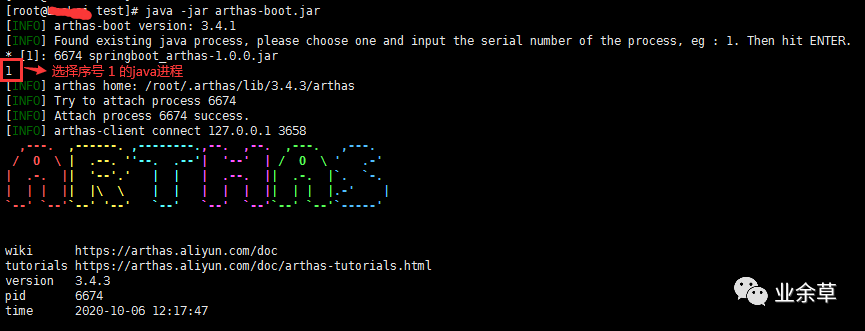 [root@ test]# java -jar arthas-boot.jar
[INFO] arthas-boot version: 3.4.1
[INFO] Found existing java process, please choose one and input the serial number of the process, eg : 1. Then hit ENTER.
* [1]: 6674 springboot_arthas-1.0.0.jar
1 选择序号 1 的java进程
[INFO] arthas home: /root/.arthas/lib/3.4.3/arthas
[INFO] Try to attach process 6674
[INFO] Attach process 6674 success.
[INFO] arthas-client connect 127.0.0.1 3658
ARTHAS
wiki https://arthas.aliyun.com/doc
tutorials https://arthas.aliyun.com/doc/arthas-tutorials.html
version 3.4.3
pid 6674
time 2020-10-06 12:17:47
业余草